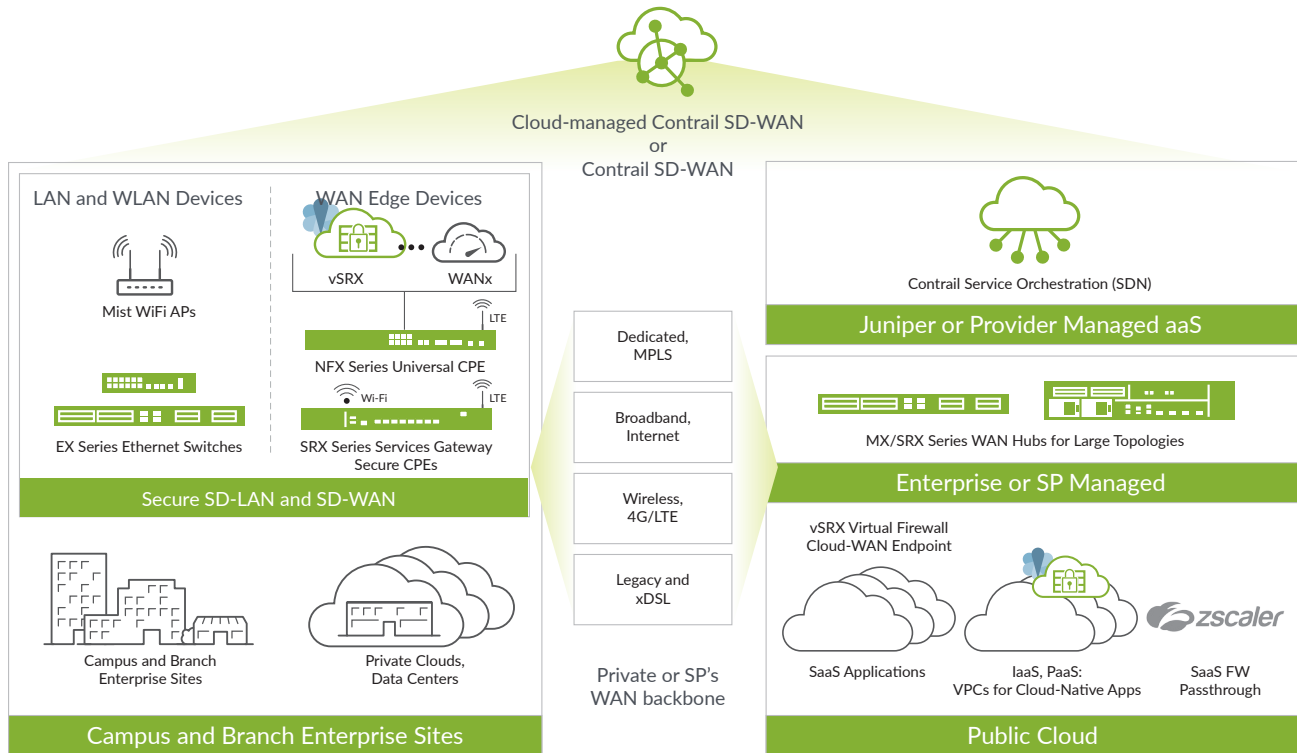 Cloud-managed Contrail SD-WAN
or
Contrail SD-WAN
LAN and WLAN Devices
Mist WiFi APs
EX Series Ethernet Switches
WAN Edge Devices
vSRX
WANx
LTE
NFX Series Universal CPE
Wi-Fi
LTE
SRX Series Services Gateway
Secure CPEs
Secure SD-LAN and SD-WAN
Campus and Branch
Enterprise Sites
Private Clouds,
Data Centers
Campus and Branch Enterprise Sites
Dedicated,
MPLS
Broadband,
Internet
Wireless,
4G/LTE
Legacy and
xDSL
Private or SP’s
WAN backbone
Contrail Service Orchestration (SDN)
Juniper or Provider Managed aaS
MX/SRX Series WAN Hubs for Large Topologies
Enterprise or SP Managed
vSRX Virtual Firewall
Cloud-WAN Endpoint
SaaS Applications
IaaS, PaaS:
VPCs for Cloud-Native Apps
zscaler
SaaS FW
Passthrough
Public Cloud